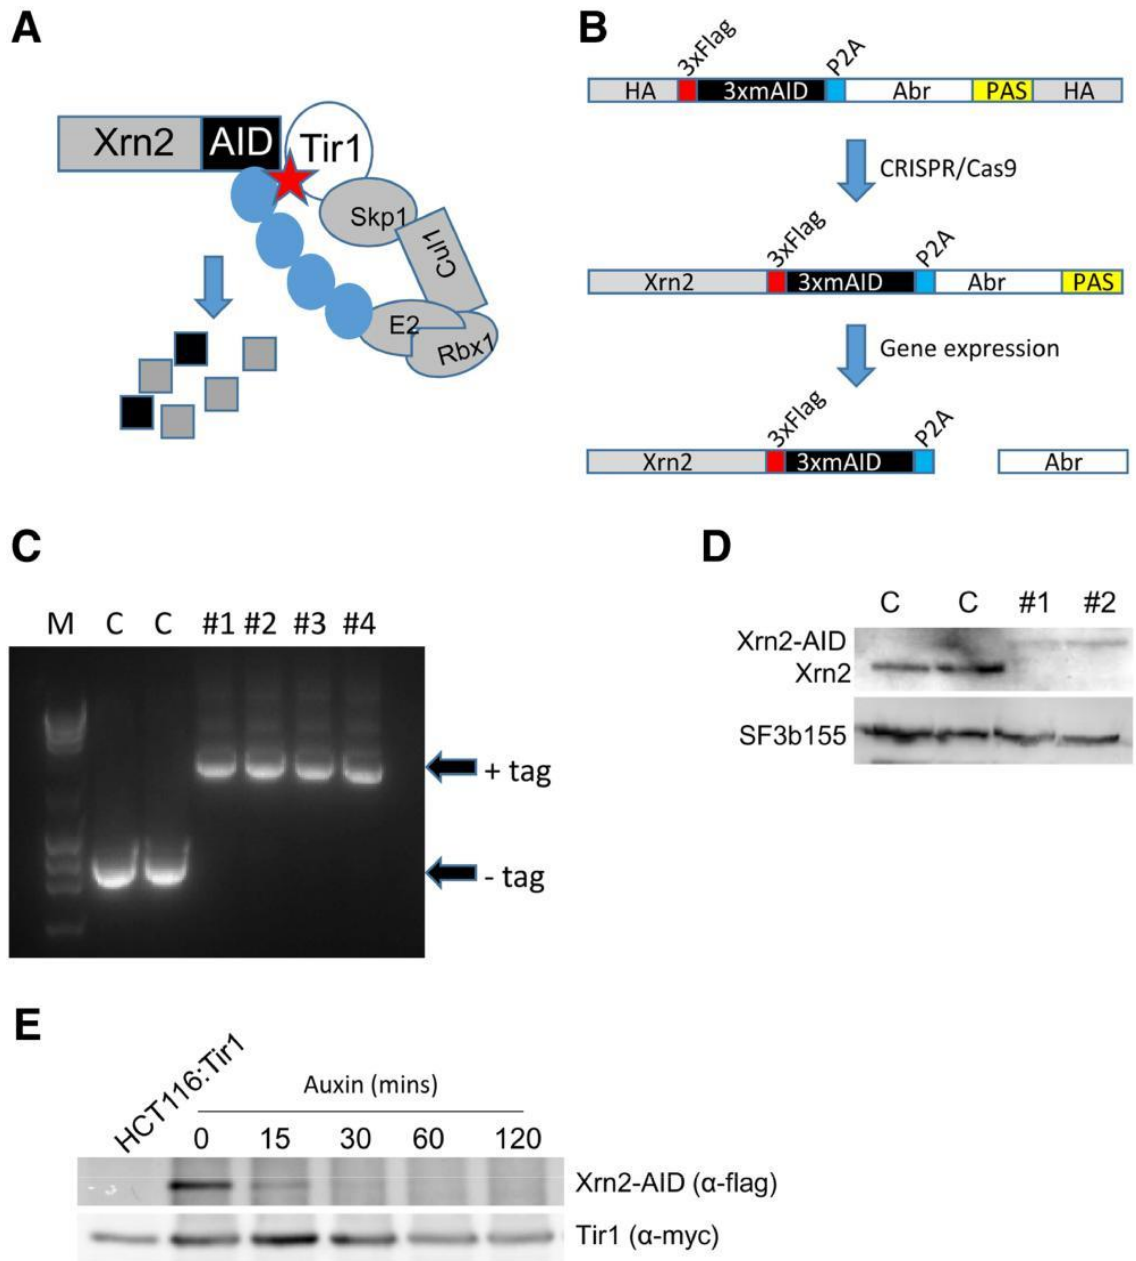 A
Xrn2 AID Tir1
Skp1
Cul1
E2
Rbx1
B
3xFlag P2A
HA 3xmAID Abr PAS HA
CRISPR/Cas9
3xFlag P2A
Xrn2 3xmAID Abr PAS
Gene expression
3xFlag P2A
Xrn2 3xmAID Abr
C
M C C #1 #2 #3 #4
+ tag
- tag
D
C C #1 #2
Xrn2-AID
Xrn2
SF3b155
E
HCT116:Tir1
Auxin (mins)
0 15 30 60 120
Xrn2-AID (α-flag)
Tir1 (α-myc)